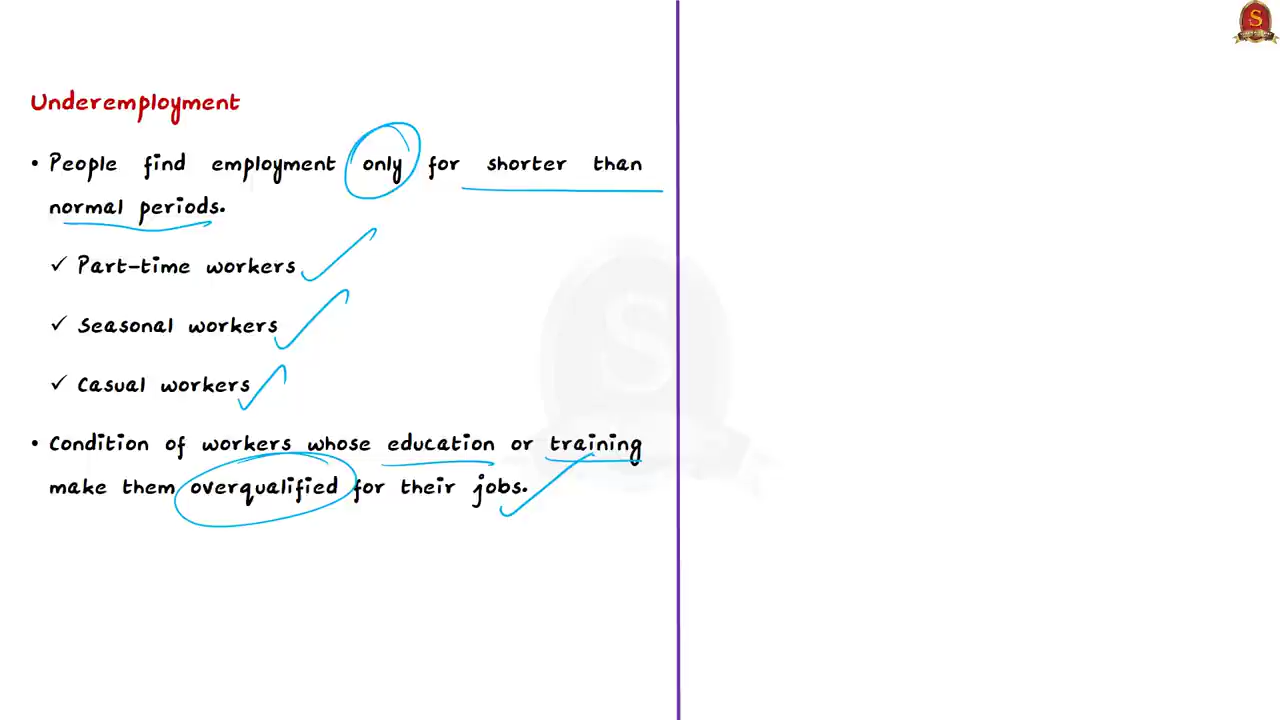 Underemployment
• People find employment only for shorter than
normal periods.
✓ Part-time workers
✓ Seasonal workers
✓ Casual workers
• Condition of workers whose education or training
make them overqualified for their jobs.
S
S